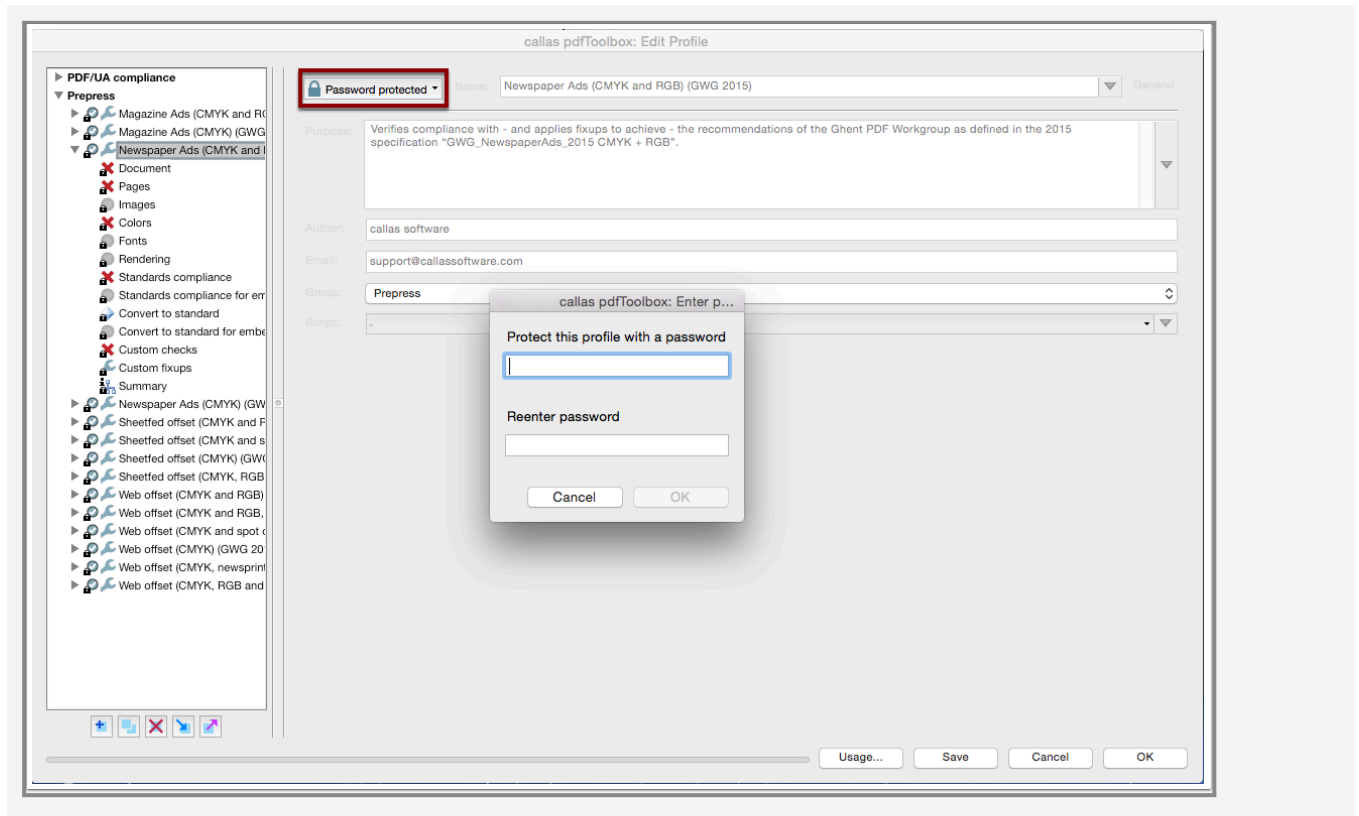 callas pdfToolbox: Edit Profile
PDF/UA compliance
Prepress
Magazine Ads (CMYK and R
Magazine Ads (CMYK) (GWG
Newspaper Ads (CMYK and
Document
Pages
Images
Colors
Fonts
Rendering
Standards compliance
Standards compliance for em
Convert to standard
Convert to standard for embe
Custom checks
Custom fixups
Summary
Newspaper Ads (CMYK) (GW
Sheetfed offset (CMYK and
Sheetfed offset (CMYK and s
Sheetfed offset (CMYK) (GW
Sheetfed offset (CMYK, RGB
Web offset (CMYK and RGB)
Web offset (CMYK and RGB,
Web offset (CMYK and spot
Web offset (CMYK) (GWG 20
Web offset (CMYK, newsprin
Web offset (CMYK, RGB and
Password protected
Name: Newspaper Ads (CMYK and RGB) (GWG 2015) General
Purpose: Verifies compliance with - and applies fixups to achieve - the recommendations of the Ghent PDF Workgroup as defined in the 2015
specification "GWG_NewspaperAds_2015 CMYK + RGB".
Author: callas software
Email: support@callassoftware.com
Group: Prepress
Script: -
callas pdfToolbox: Enter p...
Protect this profile with a password
Reenter password
Cancel OK
Usage... Save Cancel OK